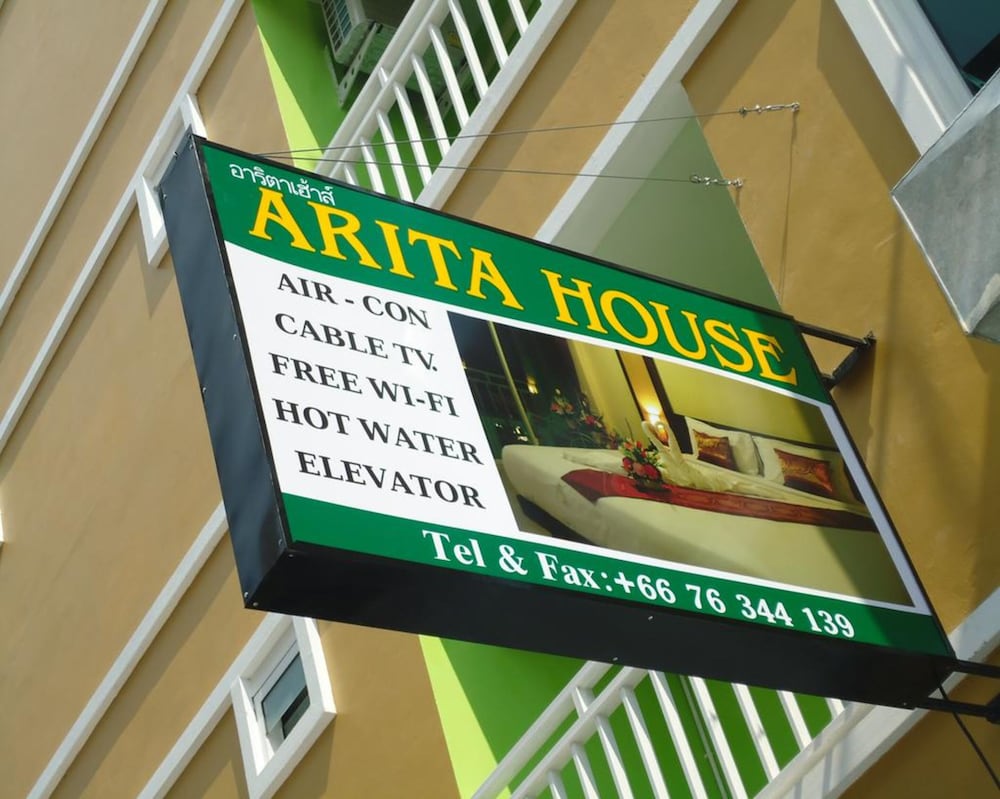 อาริตาเฮ้าส์
ARITA HOUSE
AIR - CON
CABLE TV.
FREE WI-FI
HOT WATER
ELEVATOR
Tel & Fax:+66 76 344 139